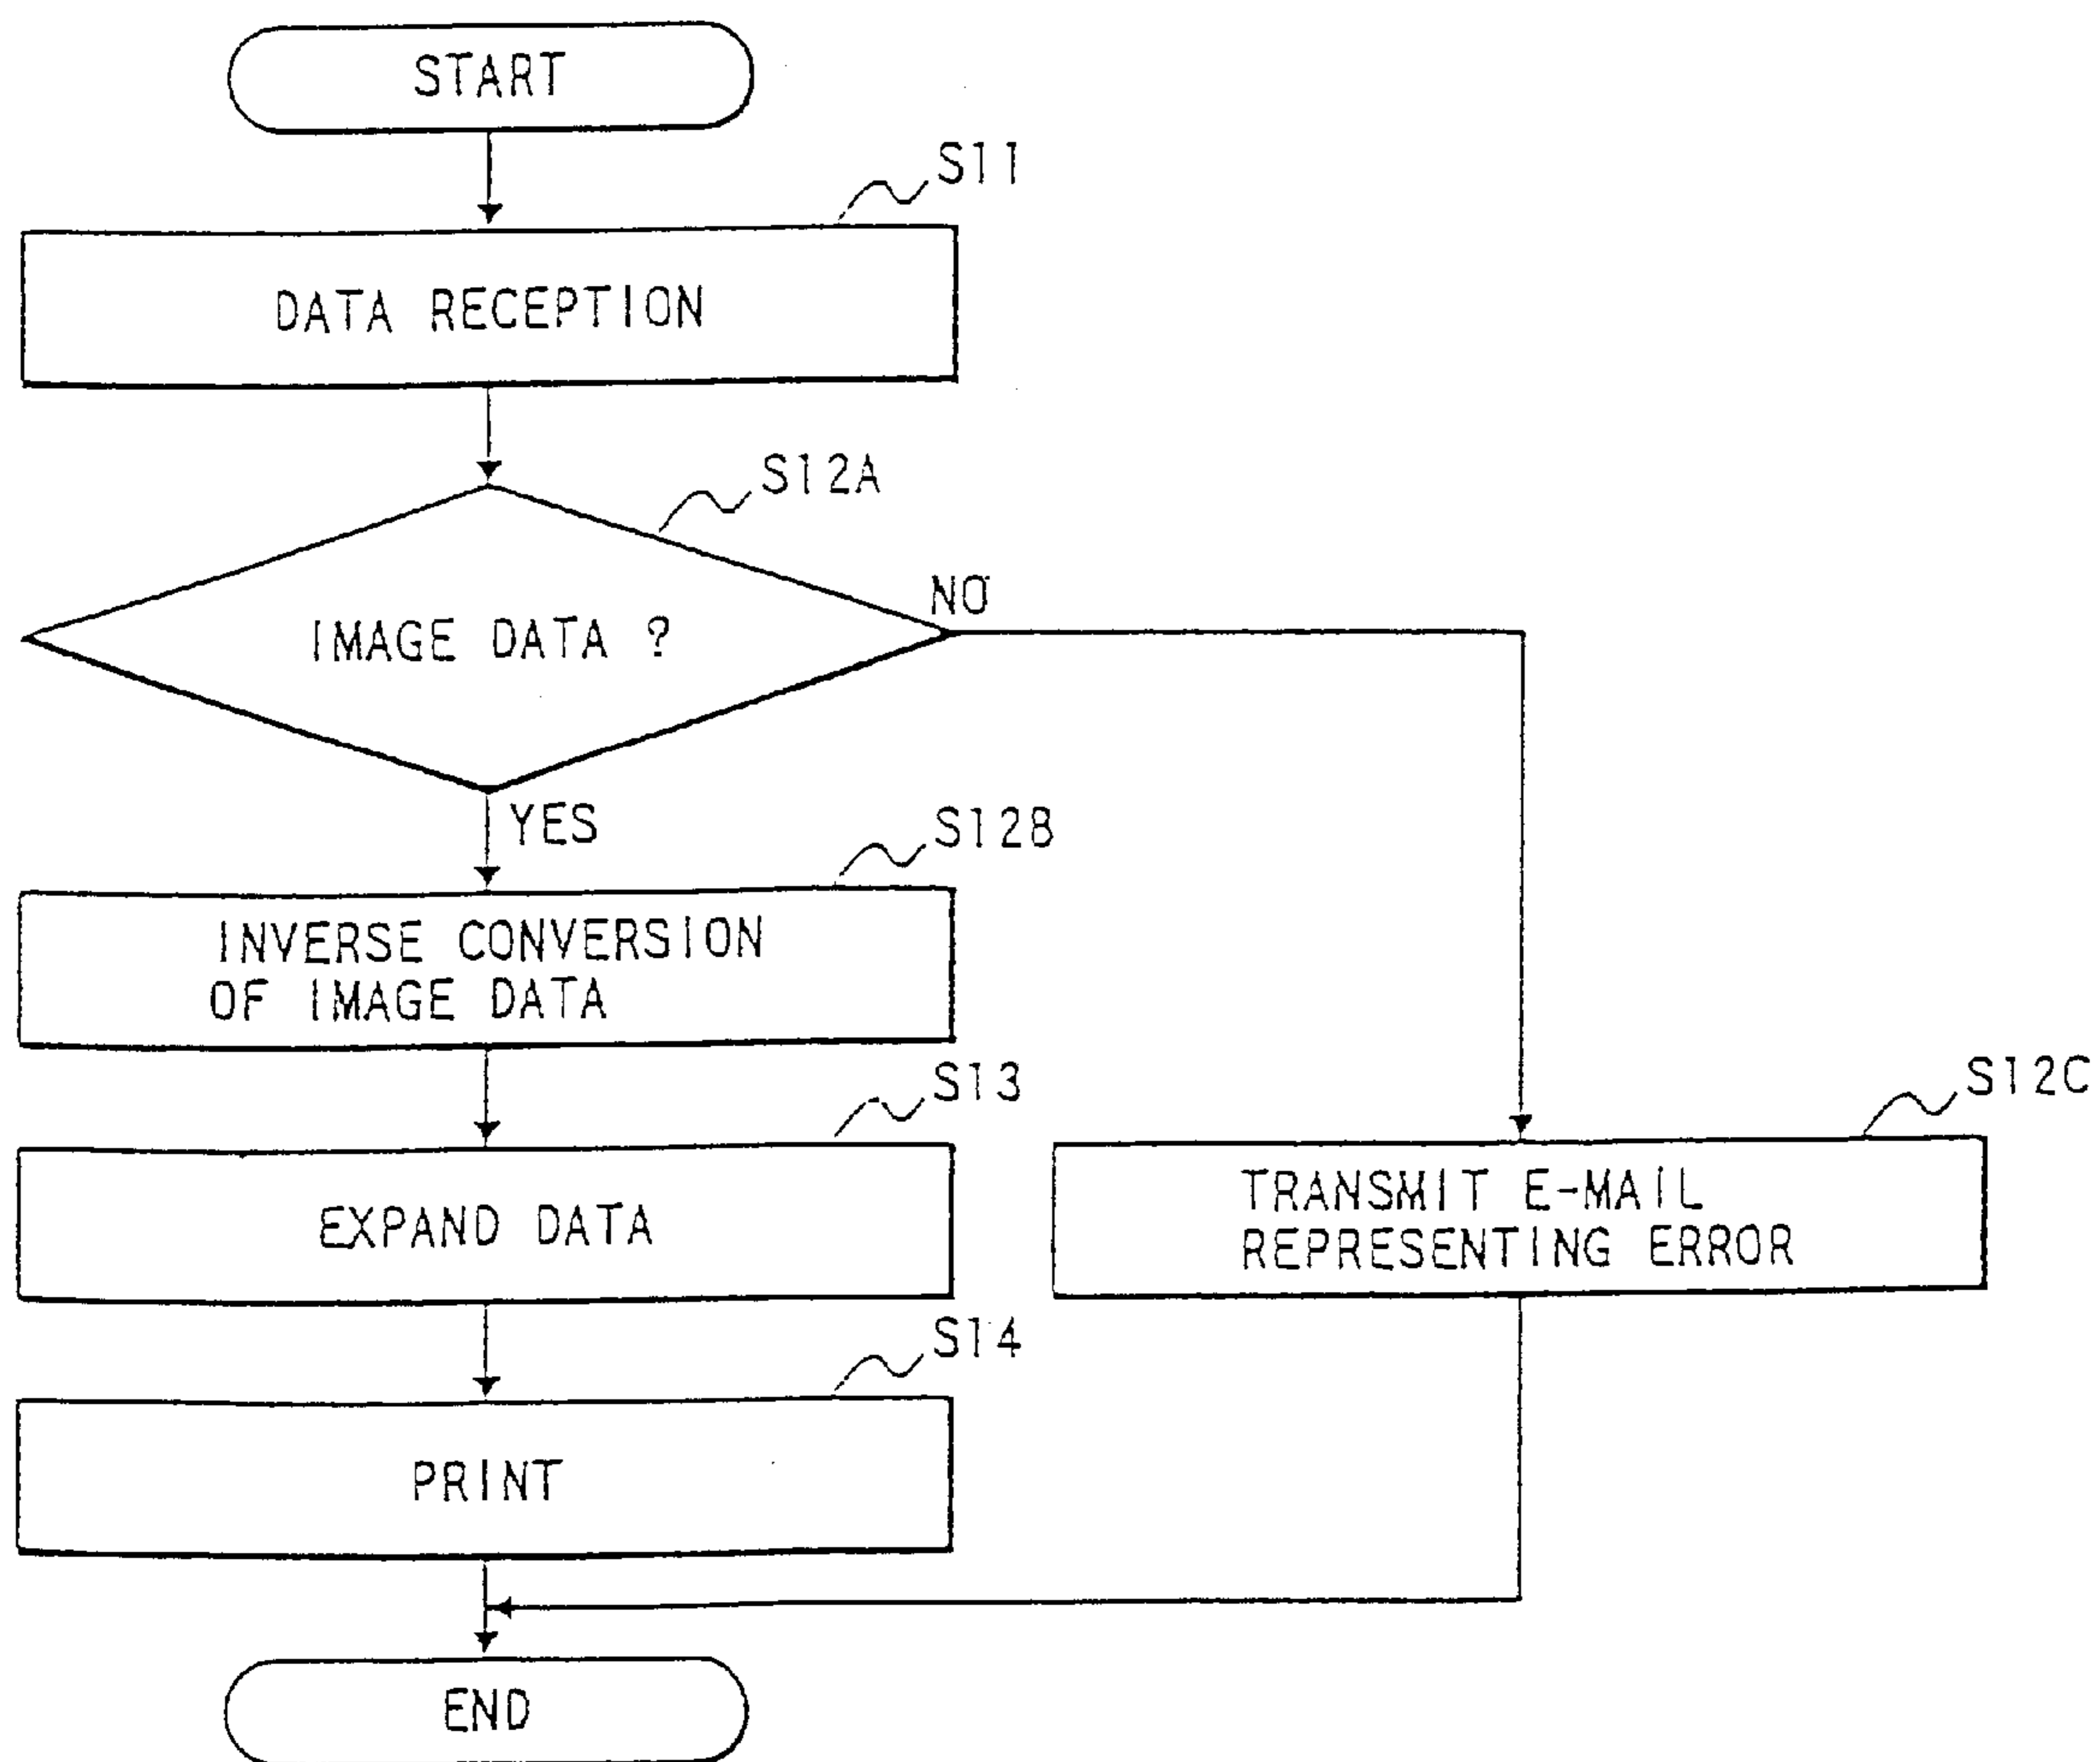 START
S11
DATA RECEPTION
S12A
IMAGE DATA ?
NO
YES
S12B
INVERSE CONVERSION
OF IMAGE DATA
S13
EXPAND DATA
S12C
TRANSMIT E-MAIL
REPRESENTING ERROR
S14
PRINT
END